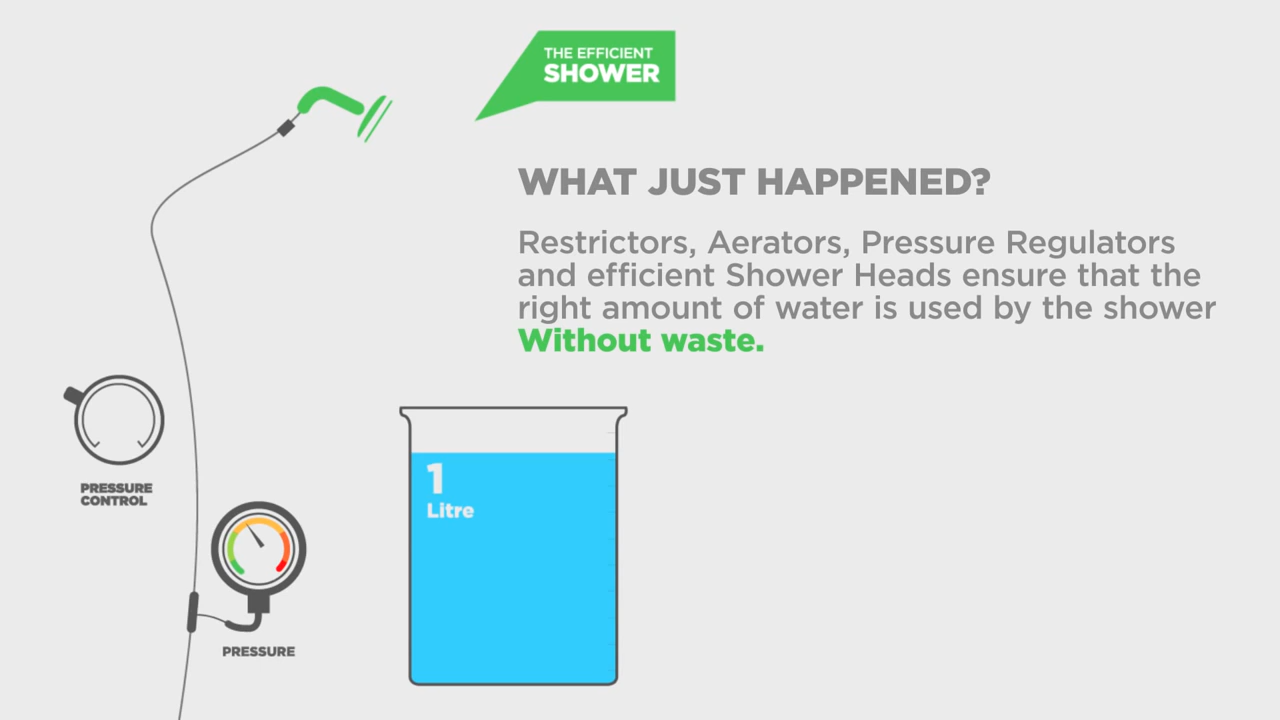 THE EFFICIENT
SHOWER
WHAT JUST HAPPENED?
Restrictors, Aerators, Pressure Regulators
and efficient Shower Heads ensure that the
right amount of water is used by the shower
Without waste.
1
Litre
PRESSURE
CONTROL
PRESSURE